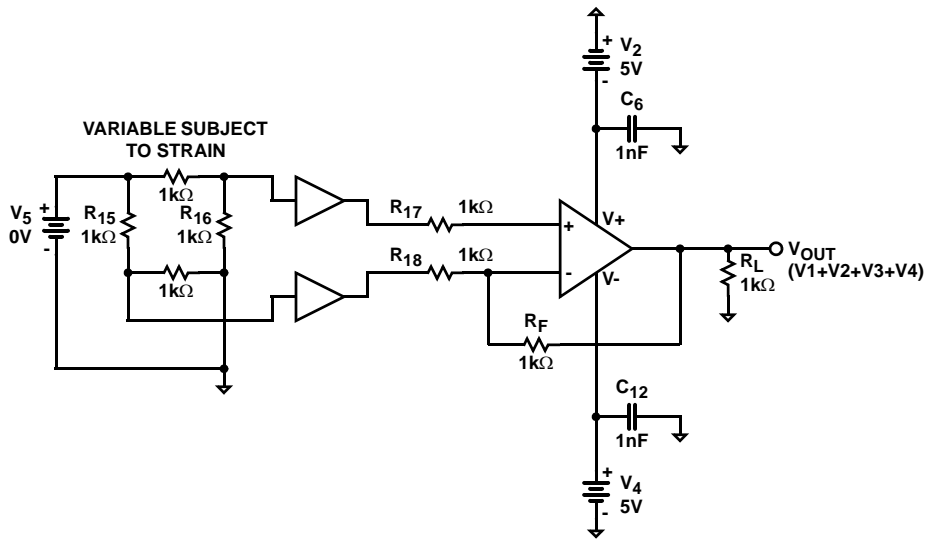 +
V2
5V
-
C6
1nF
VARIABLE SUBJECT
TO STRAIN
1kΩ
V5
0V
+
-
R15
1kΩ
R16
1kΩ
1kΩ
R17
1kΩ
R18
1kΩ
+
-
V+
V-
RF
1kΩ
RL
1kΩ
VOUT
(V1+V2+V3+V4)
C12
1nF
+
V4
5V
-